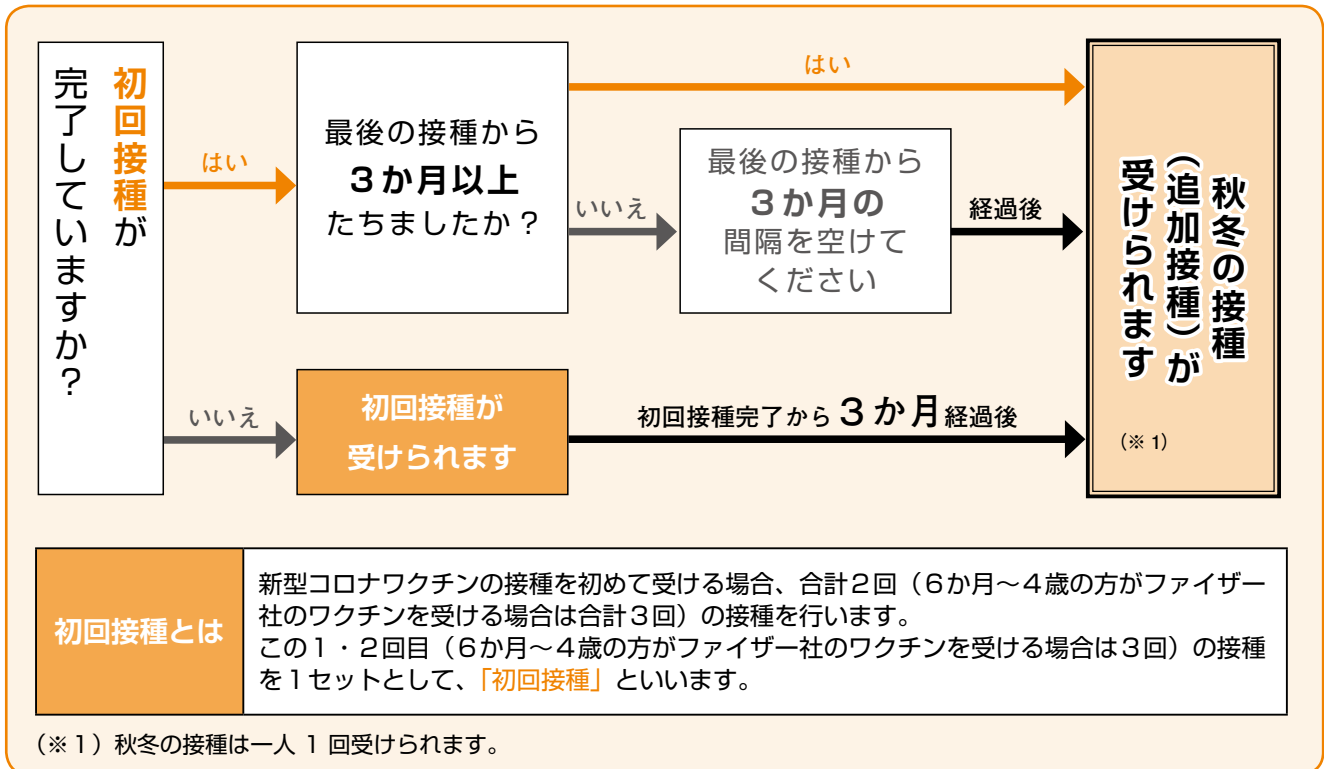 初回接種が
完了していますか？
はい
最後の接種から
３か月以上
たちましたか？
はい
いいえ
最後の接種から
３か月の
間隔を空けて
ください
経過後
いいえ
初回接種が
受けられます
初回接種完了から３か月経過後
秋冬の接種
（追加接種）が
受けられます
（※ 1）
初回接種とは
新型コロナワクチンの接種を初めて受ける場合、合計２回（６か月～４歳の方がファイザー
社のワクチンを受ける場合は合計３回）の接種を行います。
この１・２回目（６か月～４歳の方がファイザー社のワクチンを受ける場合は３回）の接種
を１セットとして、「初回接種」といいます。
（※１）秋冬の接種は一人 1 回受けられます。